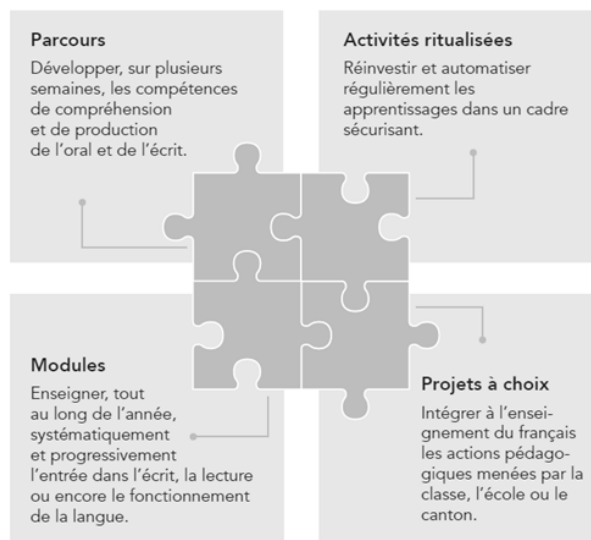 Parcours
Développer, sur plusieurs
semaines, les compétences
de compréhension
et de production
de l'oral et de l'écrit.
Activités ritualisées
Réinvestir et automatiser
régulièrement les
apprentissages dans un cadre
sécurisant.
Modules
Enseigner, tout
au long de l'année,
systématiquement
et progressivement
l'entrée dans l'écrit, la lecture
ou encore le fonctionnement
de la langue.
Projets à choix
Intégrer à l'ensei-
gnement du français
les actions pédago-
giques menées par la
classe, l'école ou le
canton.